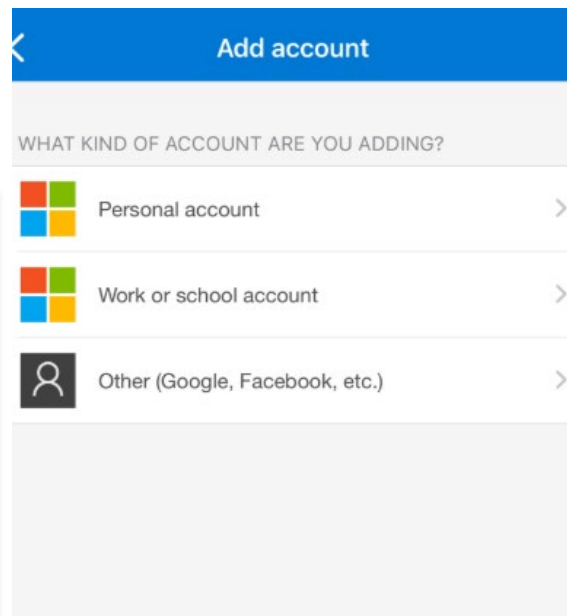 Add account
WHAT KIND OF ACCOUNT ARE YOU ADDING?
Personal account
Work or school account
Other (Google, Facebook, etc.)